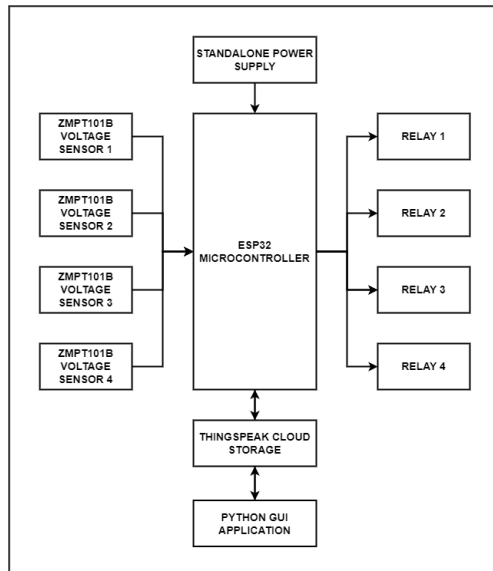 STANDALONE POWER
SUPPLY
ZMPT101B
VOLTAGE
SENSOR 1
ZMPT101B
VOLTAGE
SENSOR 2
ZMPT101B
VOLTAGE
SENSOR 3
ZMPT101B
VOLTAGE
SENSOR 4
ESP32
MICROCONTROLLER
RELAY 1
RELAY 2
RELAY 3
RELAY 4
THINGSPEAK CLOUD
STORAGE
PYTHON GUI
APPLICATION